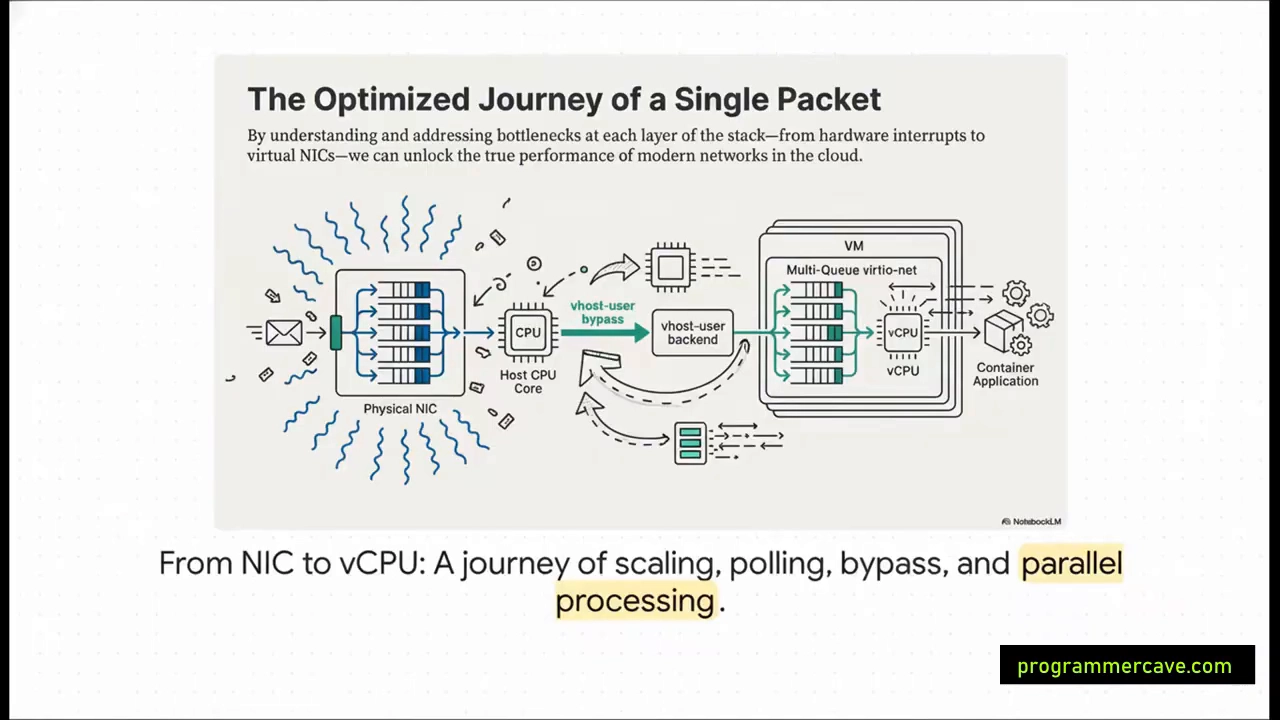 The Optimized Journey of a Single Packet
By understanding and addressing bottlenecks at each layer of the stack—from hardware interrupts to
virtual NICs—we can unlock the true performance of modern networks in the cloud.
Physical NIC
CPU
Host CPU
Core
vhost-user
bypass
vhost-user
backend
VM
Multi-Queue virtio-net
vCPU
vCPU
Container
Application
NotebookLM
From NIC to vCPU: A journey of scaling, polling, bypass, and parallel
processing.
programmercave.com